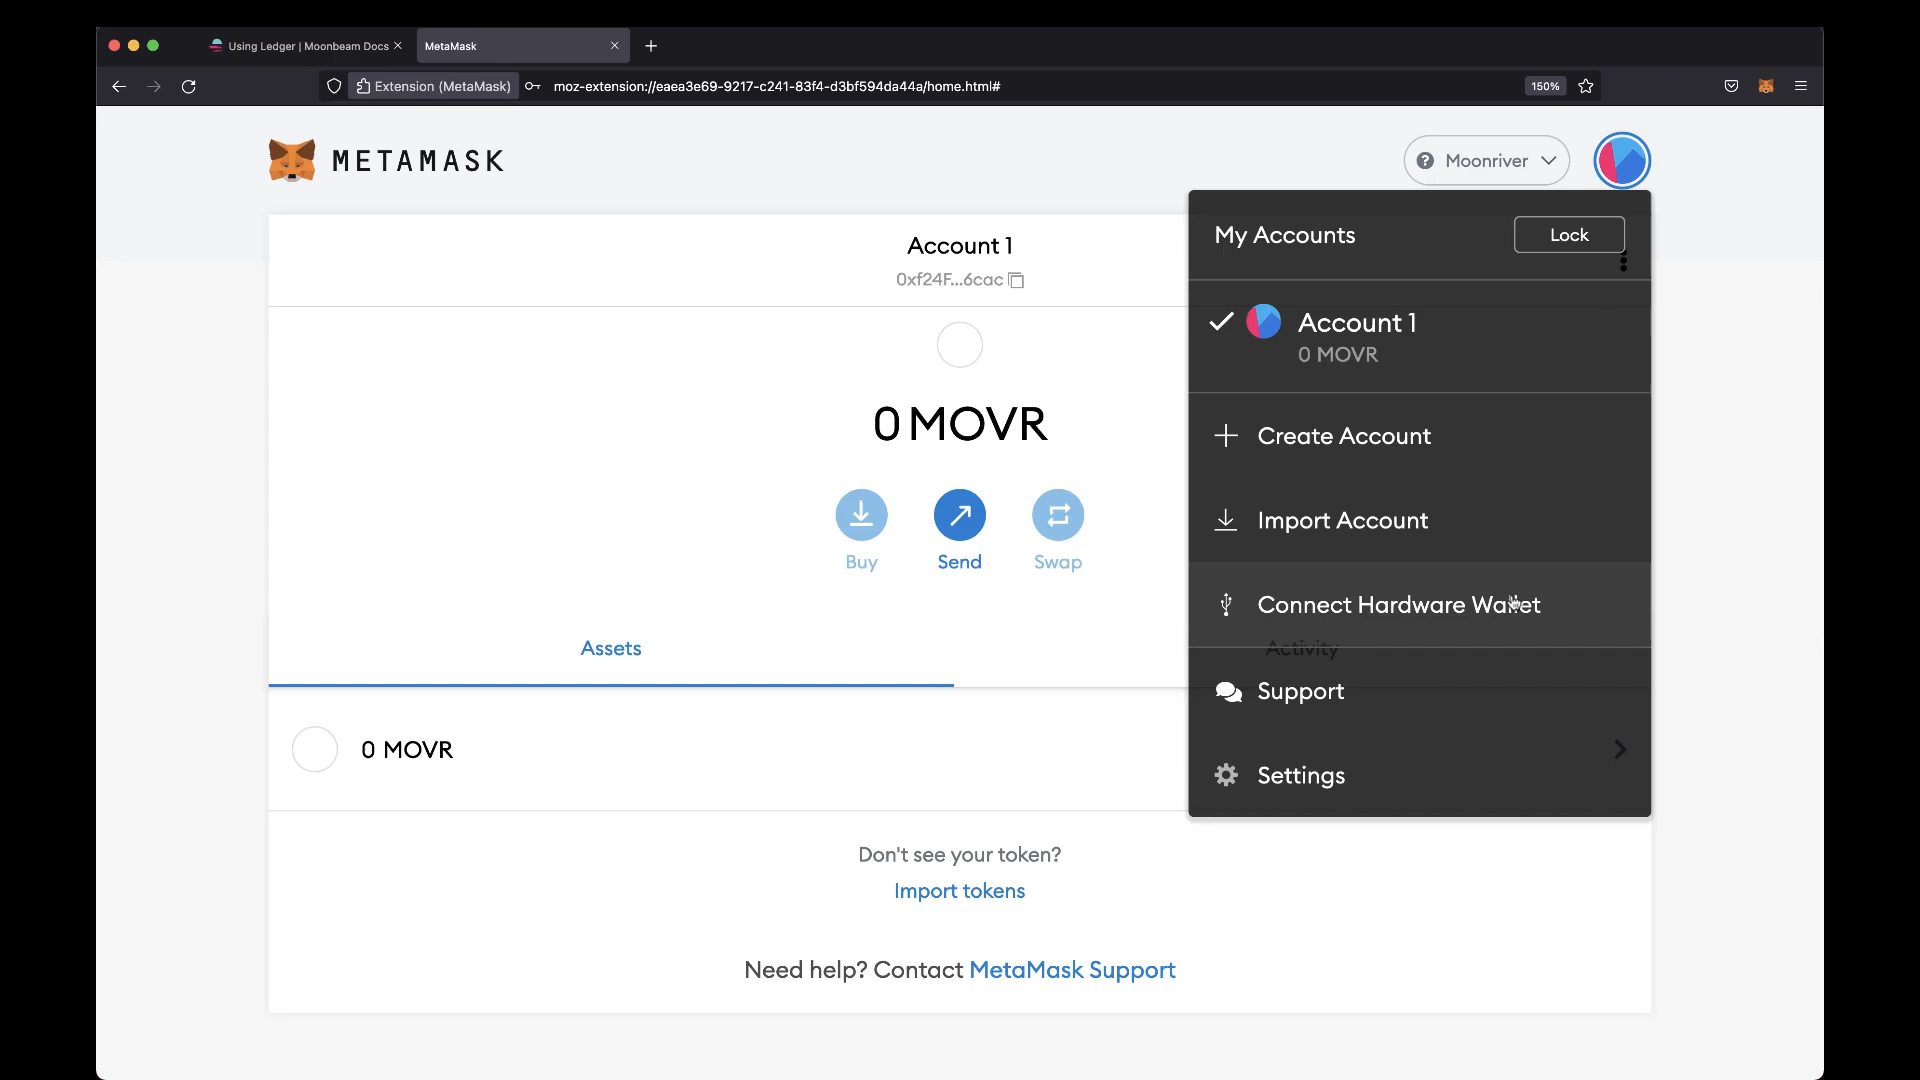 Using Ledger | Moonbeam Docs
MetaMask
Extension (MetaMask)
moz-extension://eaea3e69-9217-c241-83f4-d3bf594da44a/home.html#
150%
METAMASK
? Moonriver
My Accounts
Lock
Account 1
0xf24F...6cac
Account 1
0 MOVR
0 MOVR
Create Account
Import Account
Buy
Send
Swap
Connect Hardware Wallet
Assets
Activity
Support
0 MOVR
Settings
Don't see your token?
Import tokens
Need help? Contact MetaMask Support